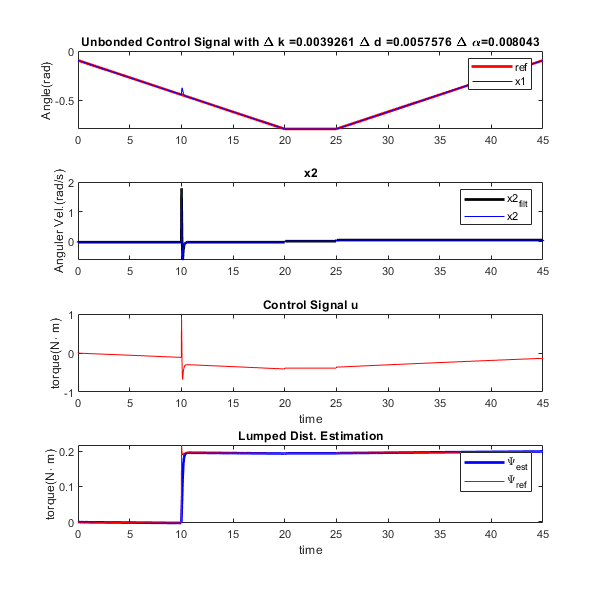 Unbonded Control Signal with Δ k =0.0039261 Δ d =0.0057576 Δ α=0.008043
Angle(rad)
0
-0.5
ref
x1
0 5 10 15 20 25 30 35 40 45
x2
Anguler Vel.(rad/s)
2
1
0
x2filt
x2
0 5 10 15 20 25 30 35 40 45
Control Signal u
torque(N· m)
1
0
-1
0 5 10 15 20 25 30 35 40 45
time
Lumped Dist. Estimation
torque(N· m)
0.2
0.1
0
Ψest
Ψref
0 5 10 15 20 25 30 35 40 45
time